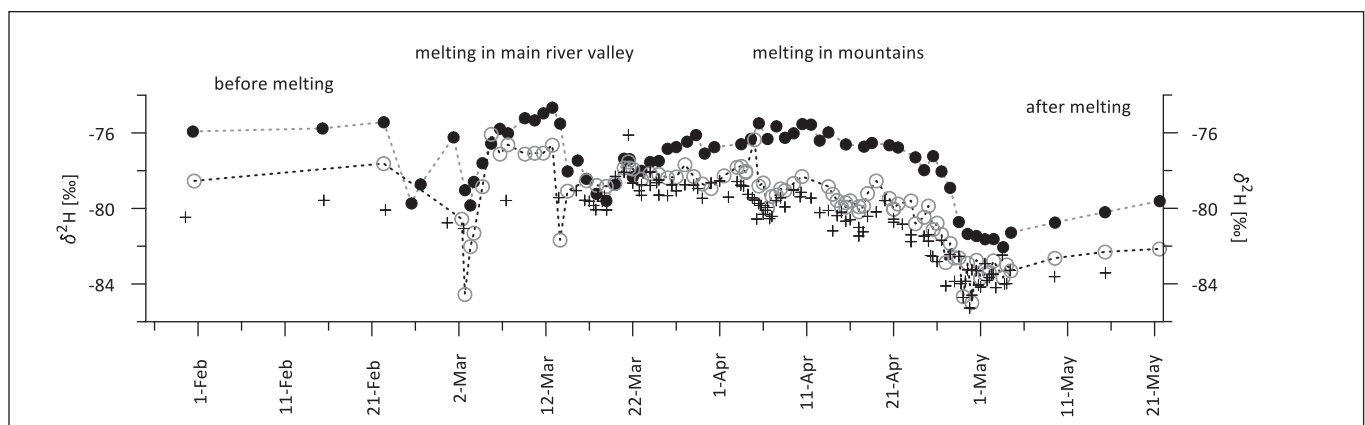 melting in main river valley melting in mountains
before melting
after melting
-76 -76
-80 -80
-84 -84
δ²H [‰]
δ²H [‰]
1-Feb 11-Feb 21-Feb 2-Mar 12-Mar 22-Mar 1-Apr 11-Apr 21-Apr 1-May 11-May 21-May